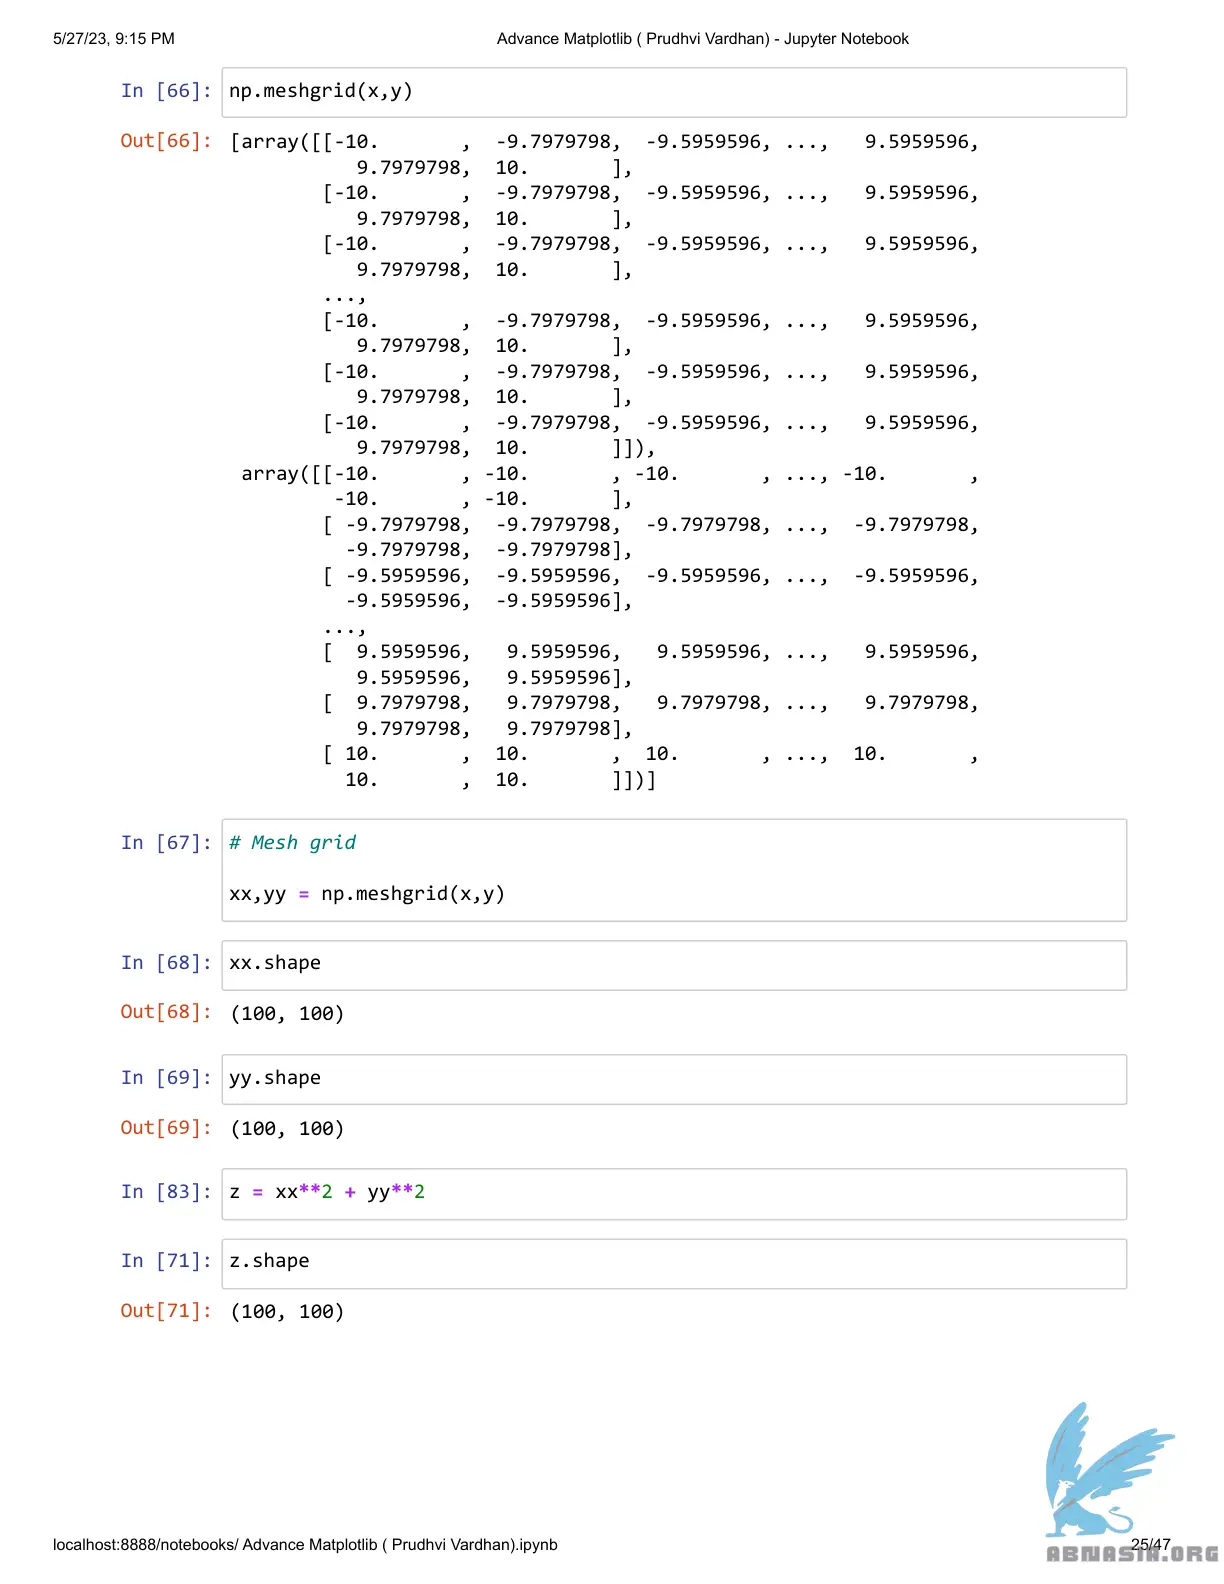 5/27/23, 9:15 PM Advance Matplotlib ( Prudhvi Vardhan) - Jupyter Notebook
In [66]: np.meshgrid(x,y)
Out[66]: [array([[-10.       ,  -9.7979798,  -9.5959596, ...,   9.5959596,
           9.7979798,  10.       ],
        [-10.       ,  -9.7979798,  -9.5959596, ...,   9.5959596,
           9.7979798,  10.       ],
        [-10.       ,  -9.7979798,  -9.5959596, ...,   9.5959596,
           9.7979798,  10.       ],
        ...,
        [-10.       ,  -9.7979798,  -9.5959596, ...,   9.5959596,
           9.7979798,  10.       ],
        [-10.       ,  -9.7979798,  -9.5959596, ...,   9.5959596,
           9.7979798,  10.       ],
        [-10.       ,  -9.7979798,  -9.5959596, ...,   9.5959596,
           9.7979798,  10.       ]]),
 array([[-10.       , -10.       , -10.       , ..., -10.       ,
         -10.       , -10.       ],
        [ -9.7979798,  -9.7979798,  -9.7979798, ...,  -9.7979798,
          -9.7979798,  -9.7979798],
        [ -9.5959596,  -9.5959596,  -9.5959596, ...,  -9.5959596,
          -9.5959596,  -9.5959596],
        ...,
        [  9.5959596,   9.5959596,   9.5959596, ...,   9.5959596,
           9.5959596,   9.5959596],
        [  9.7979798,   9.7979798,   9.7979798, ...,   9.7979798,
           9.7979798,   9.7979798],
        [ 10.       ,  10.       ,  10.       , ...,  10.       ,
          10.       ,  10.       ]])]
In [67]: # Mesh grid
xx,yy = np.meshgrid(x,y)
In [68]: xx.shape
Out[68]: (100, 100)
In [69]: yy.shape
Out[69]: (100, 100)
In [83]: z = xx**2 + yy**2
In [71]: z.shape
Out[71]: (100, 100)
localhost:8888/notebooks/ Advance Matplotlib ( Prudhvi Vardhan).ipynb 25/47
ABNASIA.ORG